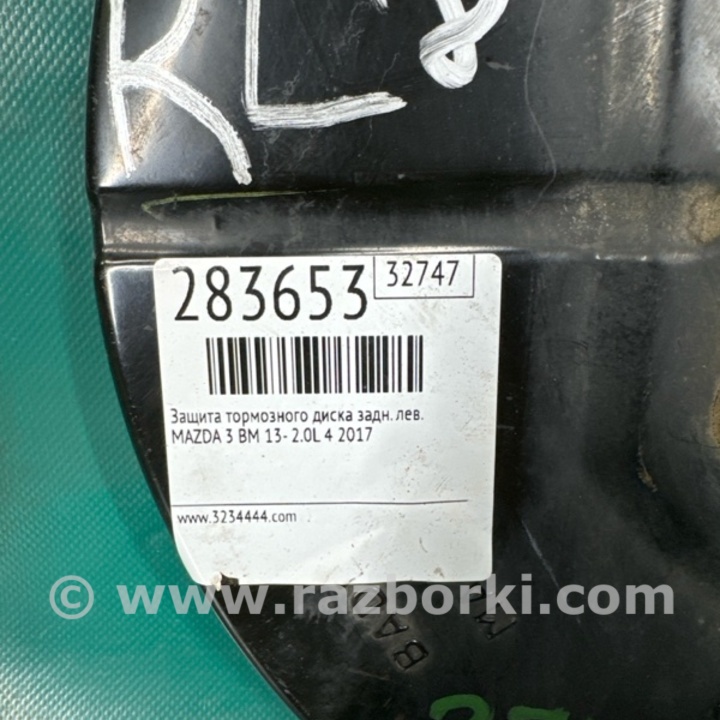 RL
283653
32747
Защита тормозного диска задн. лев.
MAZDA 3 BM 13- 2.0L 4 2017
www.3234444.com
© www.razborki.com